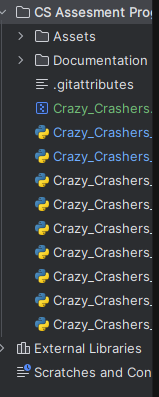 CS Assesment Prog
Assets
Documentation
.gitattributes
Crazy_Crashers.
Crazy_Crashers_
Crazy_Crashers_
Crazy_Crashers_
Crazy_Crashers_
Crazy_Crashers_
Crazy_Crashers_
Crazy_Crashers_
Crazy_Crashers_
Crazy_Crashers_
External Libraries
Scratches and Con